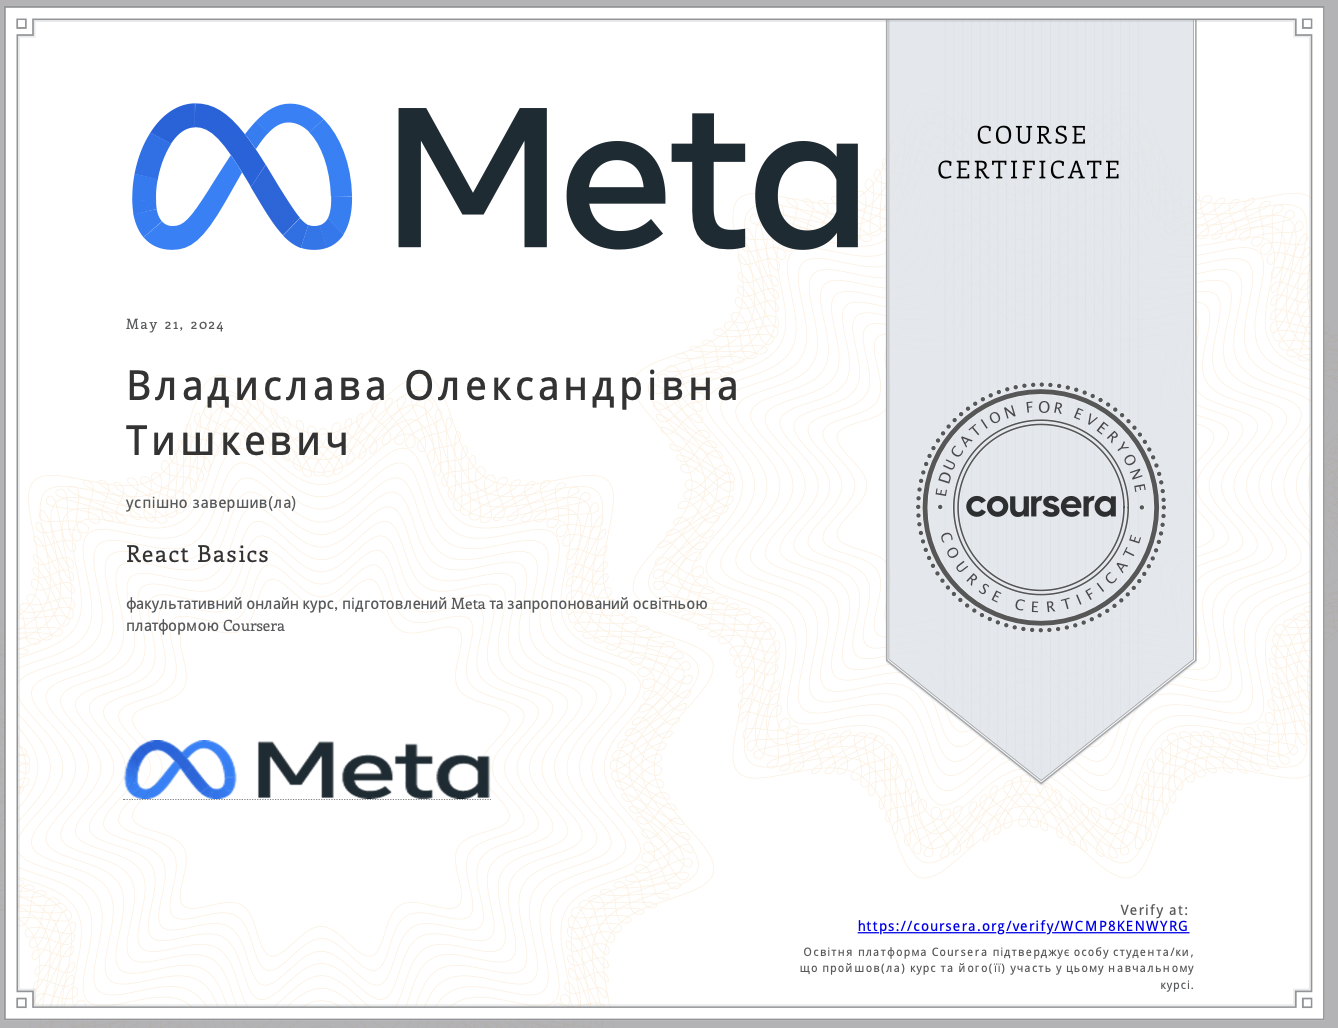 Meta
COURSE
CERTIFICATE
May 21, 2024
Владислава Олександрівна
Тишкевич
успішно завершив(ла)
React Basics
факультативний онлайн курс, підготовлений Meta та запропонований освітньою
платформою Coursera
EDUCATION FOR EVERYONE
coursera
COURSE CERTIFICATE
Meta
Verify at:
https://coursera.org/verify/WCMP8KENWYRG
Освітня платформа Coursera підтверджує особу студента/ки,
що пройшов(ла) курс та його(її) участь у цьому навчальному
курсі.